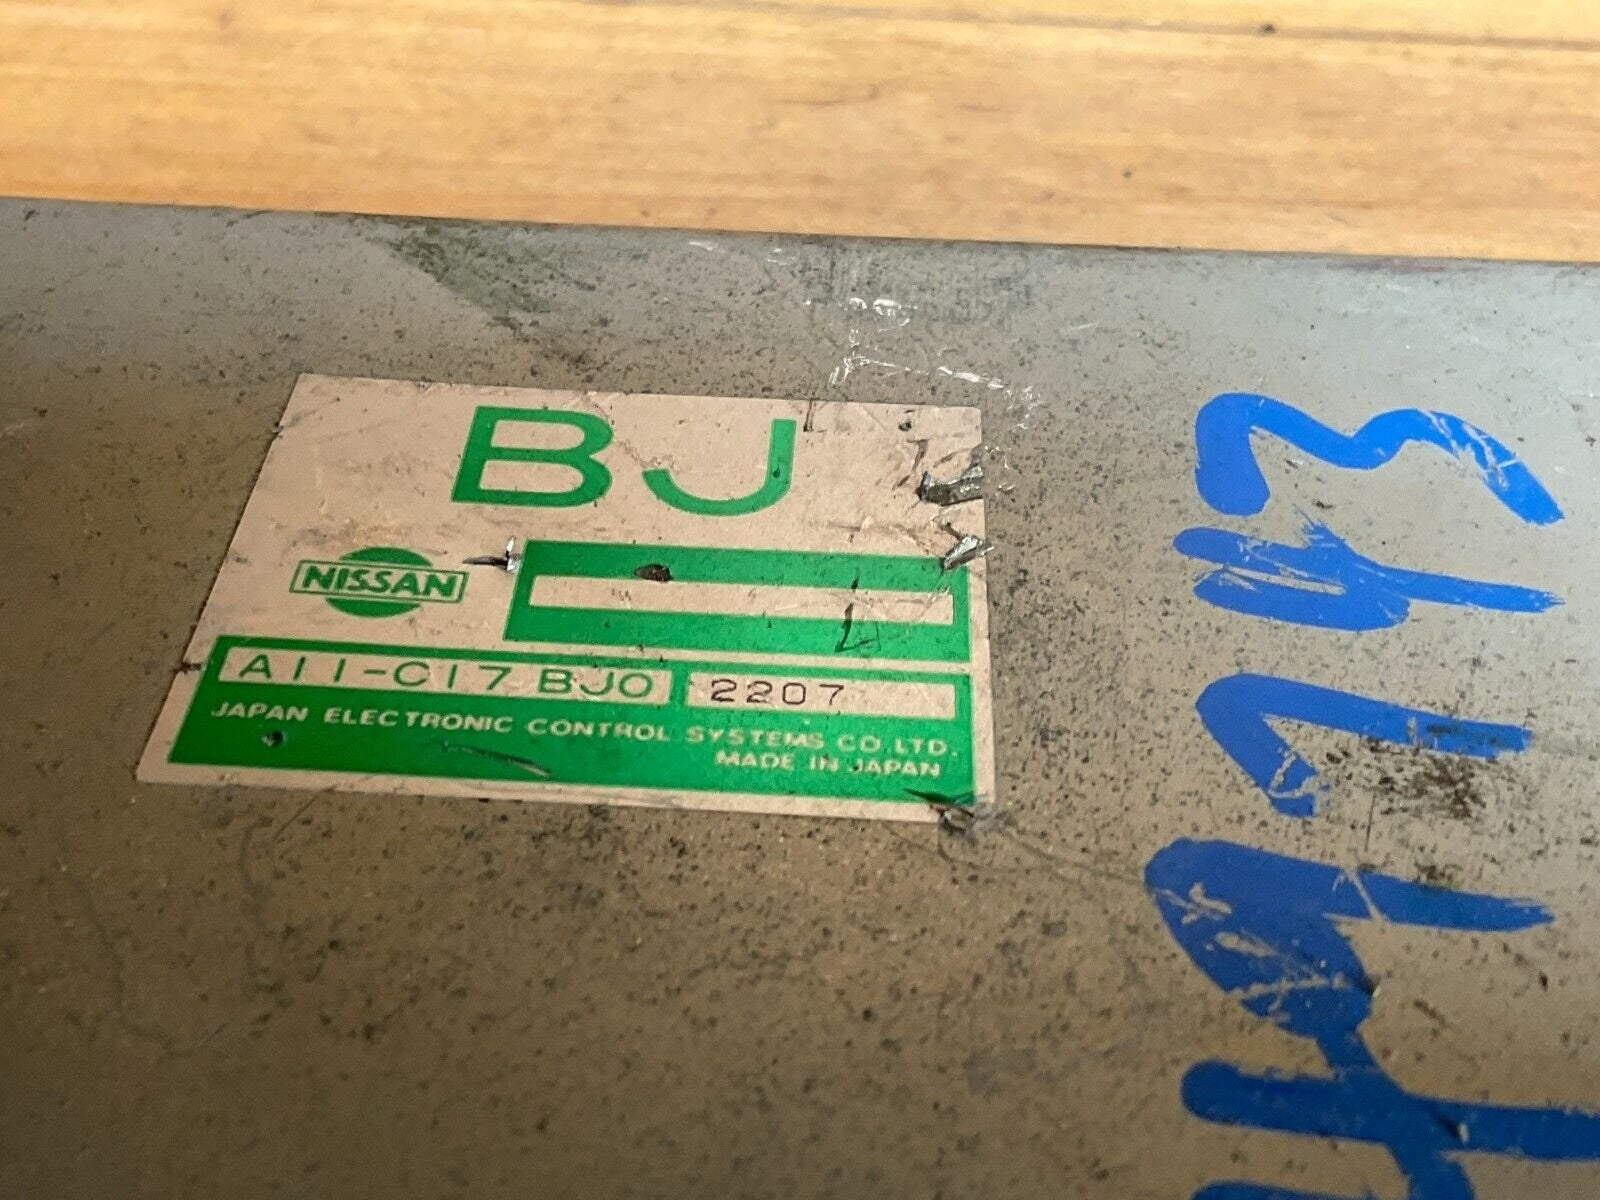 BJ
NISSAN
A11-C17 BJ0 2207
JAPAN ELECTRONIC CONTROL SYSTEMS CO.LTD.
MADE IN JAPAN